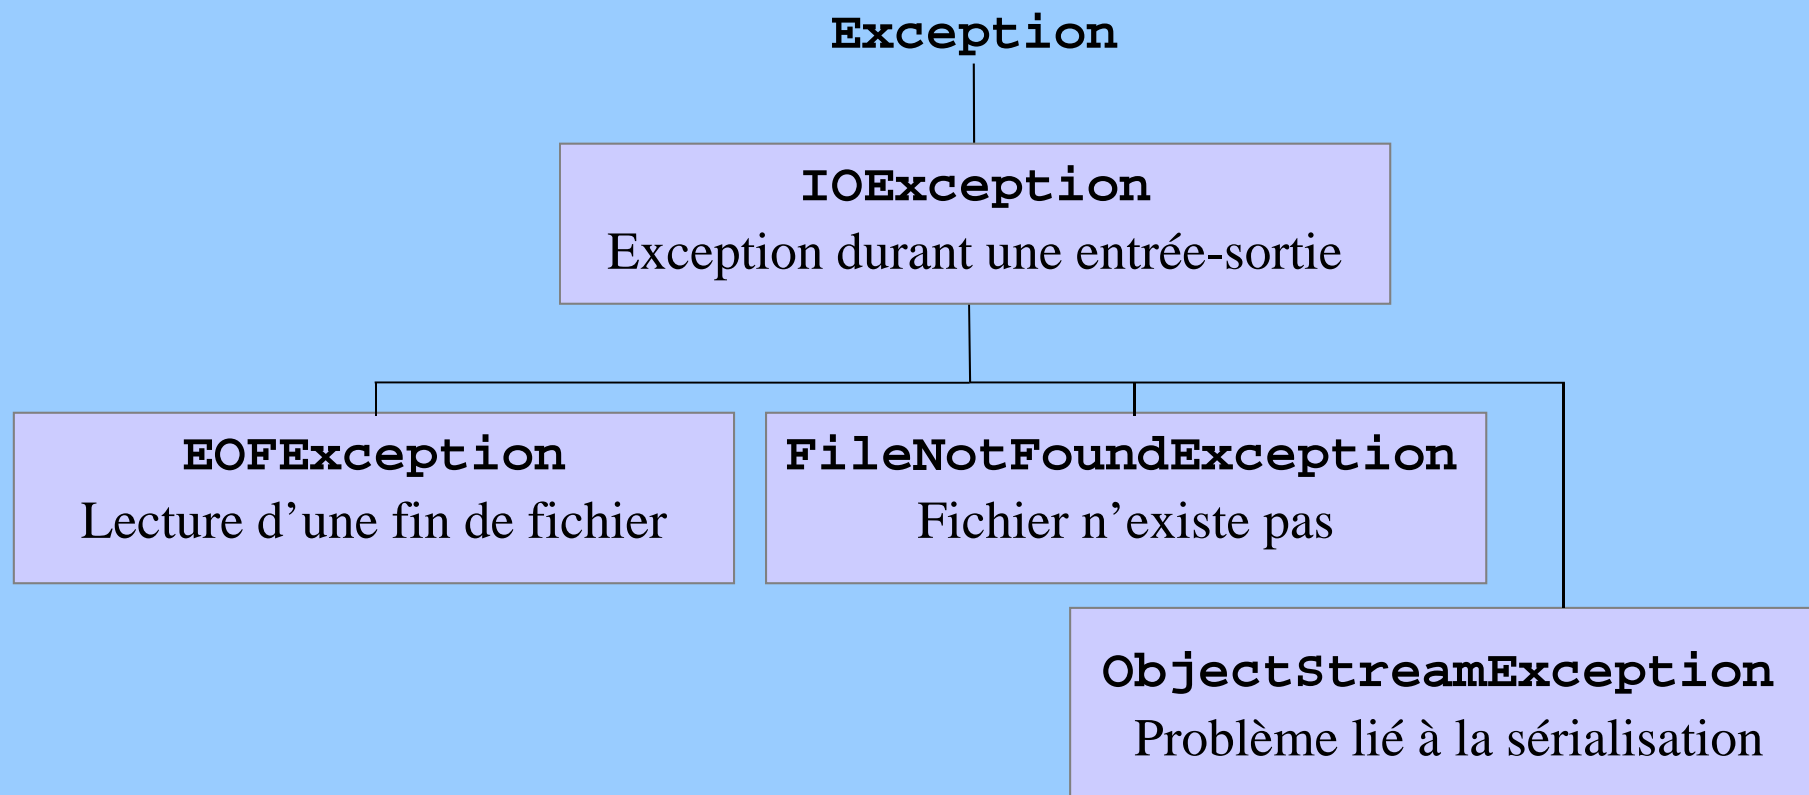 Exception
IOException
Exception durant une entrée-sortie
EOFException
Lecture d’une fin de fichier
FileNotFoundException
Fichier n’existe pas
ObjectStreamException
Problème lié à la sérialisation